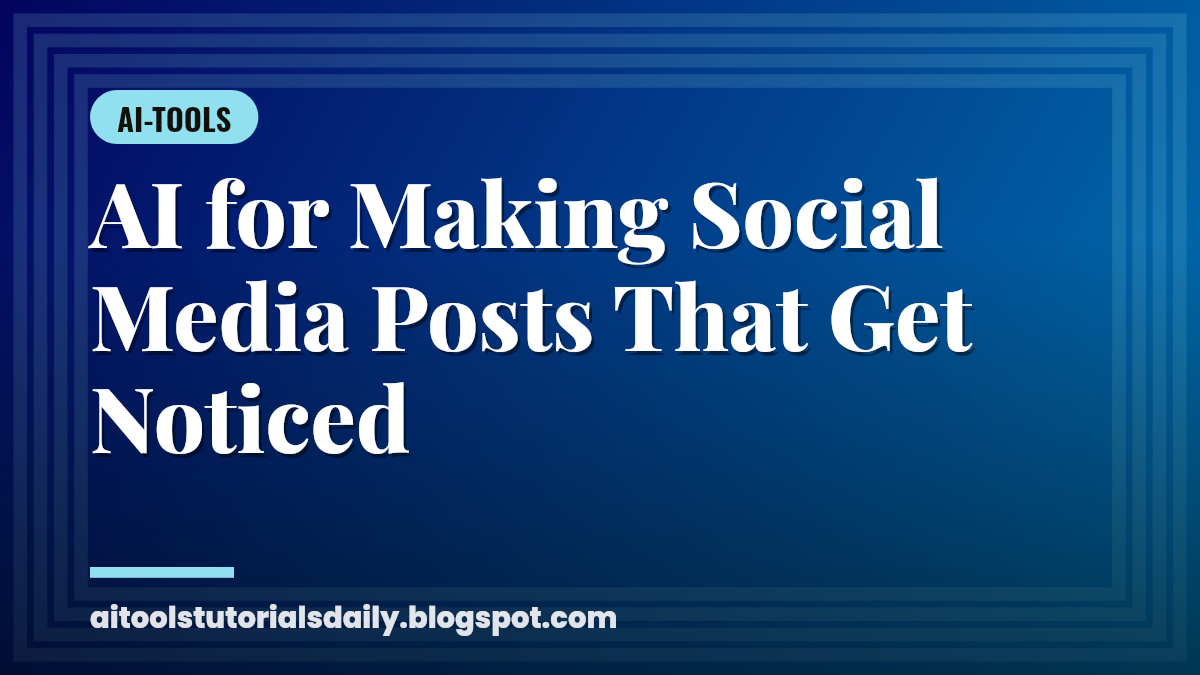 AI-TOOLS
AI for Making Social
Media Posts That Get
Noticed
aitoolstutorialsdaily.blogspot.com